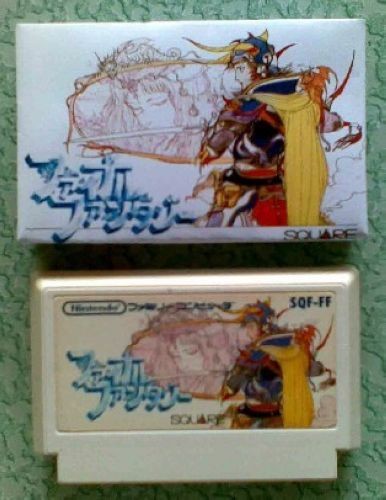 ファイナル
ファンタジー
SQUARE
Nintendo ファミリーコンピュータ SQF-FF
ファイナル
ファンタジー
SQUARE